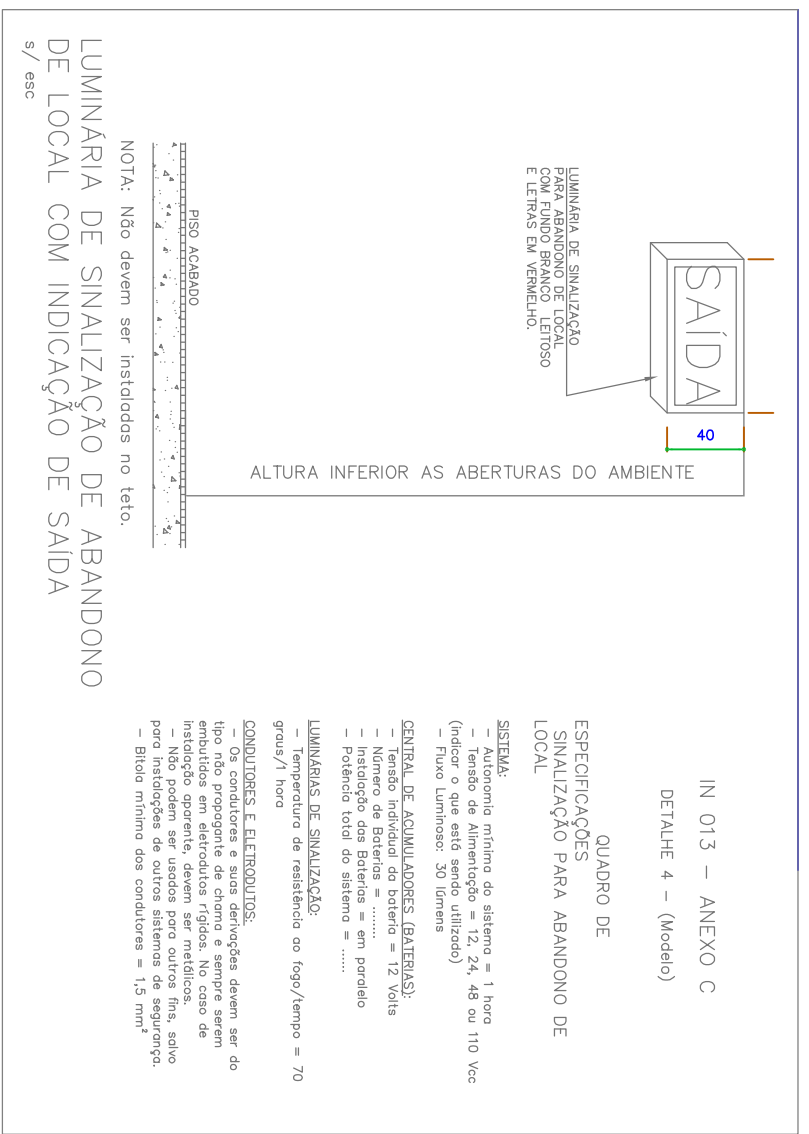 IN 013 – ANEXO C
DETALHE 4 – (Modelo)
QUADRO DE
ESPECIFICAÇÕES
SINALIZAÇÃO PARA ABANDONO DE
LOCAL
SISTEMA:
– Autonomia mínima do sistema = 1 hora
– Tensão de Alimentação = 12, 24, 48 ou 110 Vcc
(indicar o que está sendo utilizado)
– Fluxo Luminoso: 30 lúmens
CENTRAL DE ACUMULADORES (BATERIAS):
– Tensão individual da bateria = 12 Volts
– Número de Baterias = ........
– Instalação das Baterias = em paralelo
– Potência total do sistema = ......
LUMINÁRIAS DE SINALIZAÇÃO:
– Temperatura de resistência ao fogo/tempo = 70
graus/1 hora
CONDUTORES E ELETRODUTOS:
– Os condutores e suas derivações devem ser do
tipo não propagante de chama e sempre serem
embutidos em eletrodutos rígidos. No caso de
instalação aparente, devem ser metálicos.
– Não podem ser usados para outros fins, salvo
para instalações de outros sistemas de segurança.
– Bitola mínima dos condutores = 1,5 mm²
SAÍDA
40
ALTURA INFERIOR AS ABERTURAS DO AMBIENTE
LUMINÁRIA DE SINALIZAÇÃO
PARA ABANDONO DE LOCAL
COM FUNDO BRANCO LEITOSO
E LETRAS EM VERMELHO.
PISO ACABADO
NOTA: Não devem ser instaladas no teto.
LUMINÁRIA DE SINALIZAÇÃO DE ABANDONO
DE LOCAL COM INDICAÇÃO DE SAÍDA
s/ esc